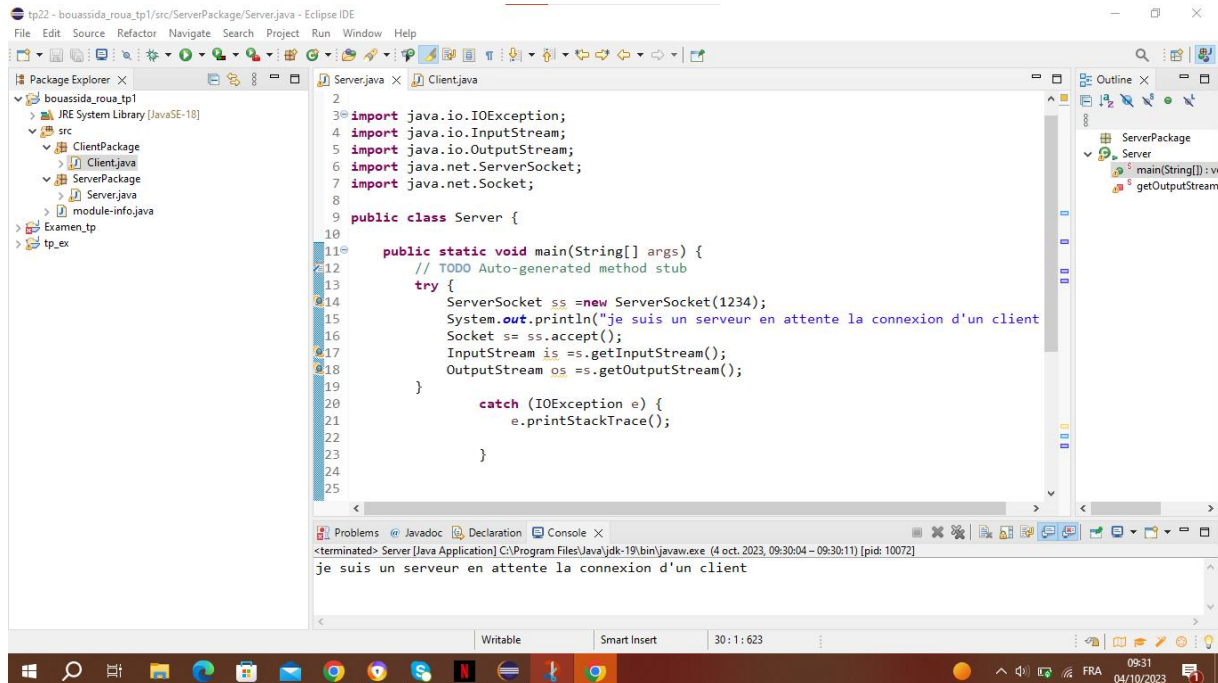 tp22 - bouassida_roua_tp1/src/ServerPackage/Server.java - Eclipse IDE
File Edit Source Refactor Navigate Search Project Run Window Help
Package Explorer
Server.java Client.java
Outline
bouassida_roua_tp1
JRE System Library [JavaSE-18]
src
ClientPackage
Client.java
ServerPackage
Server.java
module-info.java
Examen_tp
tp_ex
2
3 import java.io.IOException;
4 import java.io.InputStream;
5 import java.io.OutputStream;
6 import java.net.ServerSocket;
7 import java.net.Socket;
8
9 public class Server {
10
11 public static void main(String[] args) {
12 // TODO Auto-generated method stub
13 try {
14 ServerSocket ss =new ServerSocket(1234);
15 System.out.println("je suis un serveur en attente la connexion d'un client
16 Socket s= ss.accept();
17 InputStream is =s.getInputStream();
18 OutputStream os =s.getOutputStream();
19 }
20 catch (IOException e) {
21 e.printStackTrace();
22
23 }
24
25
ServerPackage
Server
main(String[]) : v
getOutputStream
Problems Javadoc Declaration Console
<terminated> Server [Java Application] C:\Program Files\Java\jdk-19\bin\javaw.exe (4 oct. 2023, 09:30:04 – 09:30:11) [pid: 10072]
je suis un serveur en attente la connexion d'un client
Writable Smart Insert 30 : 1 : 623
FRA
09:31
04/10/2023